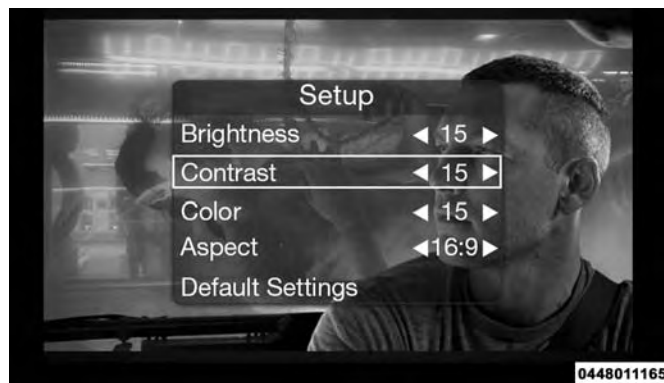 Setup
Brightness ◀ 15 ▶
Contrast ◀ 15 ▶
Color ◀ 15 ▶
Aspect ◀16:9▶
Default Settings
0448011165